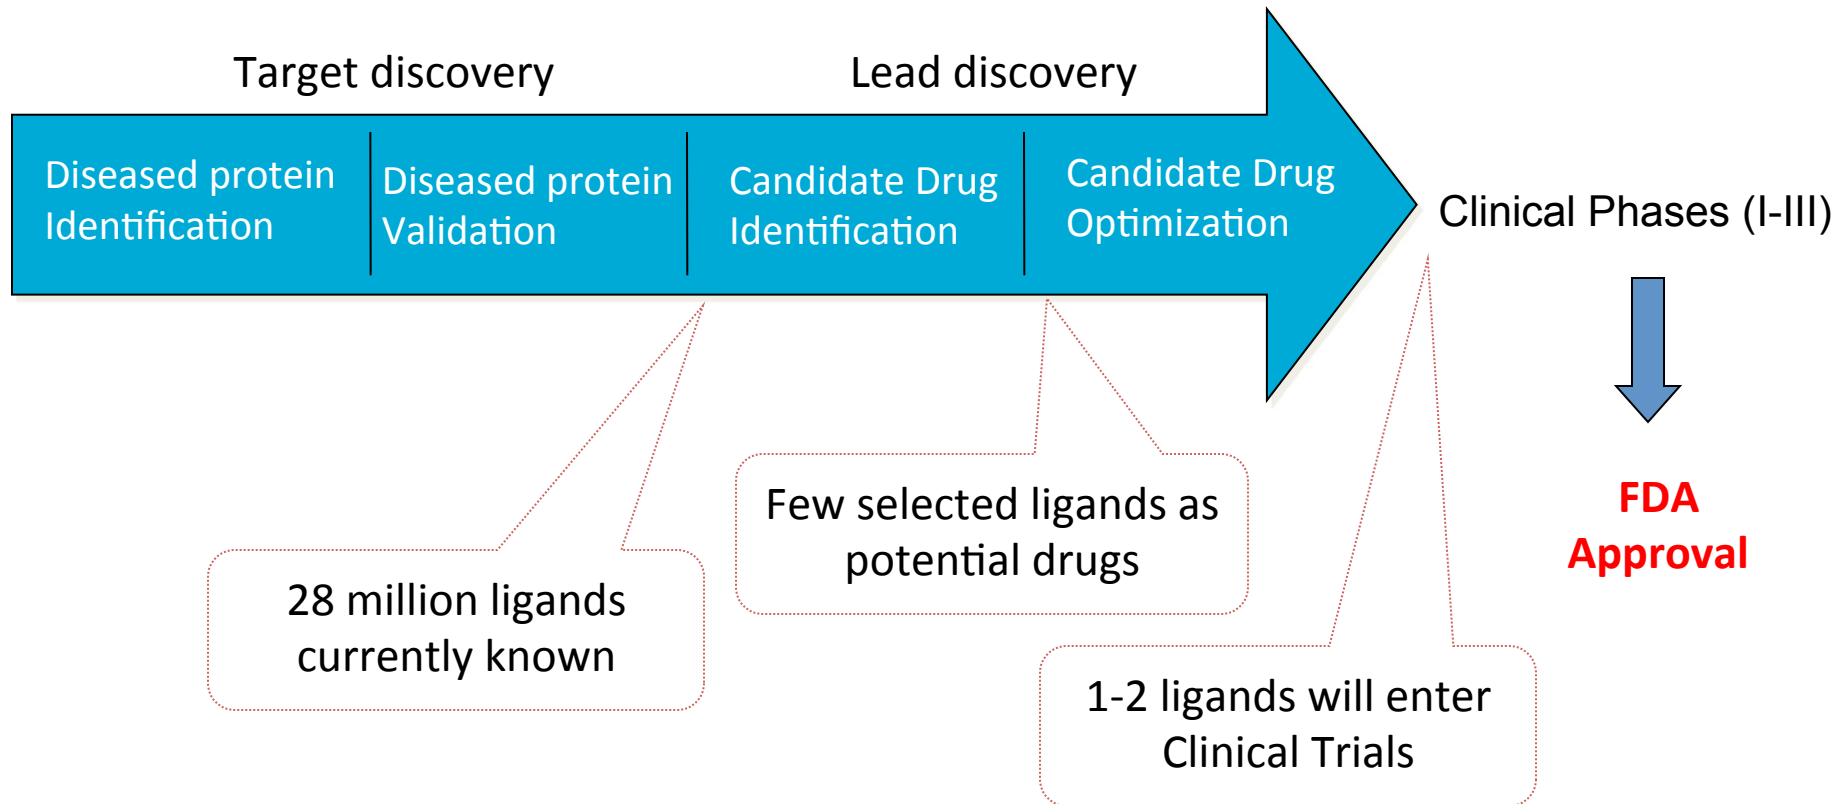 Target discovery
Lead discovery
Diseased protein
Identification
Diseased protein
Validation
Candidate Drug
Identification
Candidate Drug
Optimization
Clinical Phases (I-III)
28 million ligands
currently known
Few selected ligands as
potential drugs
1-2 ligands will enter
Clinical Trials
FDA
Approval